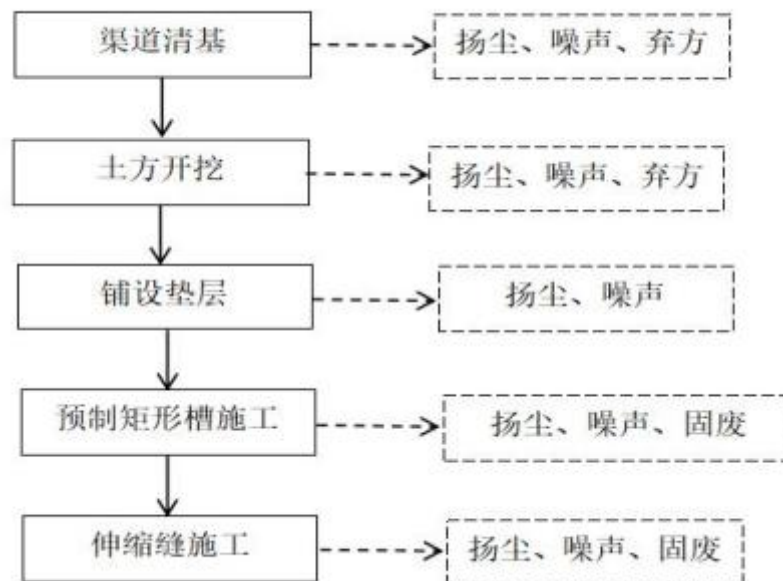 渠道清基
扬尘、噪声、弃方
土方开挖
扬尘、噪声、弃方
铺设垫层
扬尘、噪声
预制矩形槽施工
扬尘、噪声、固废
伸缩缝施工
扬尘、噪声、固废